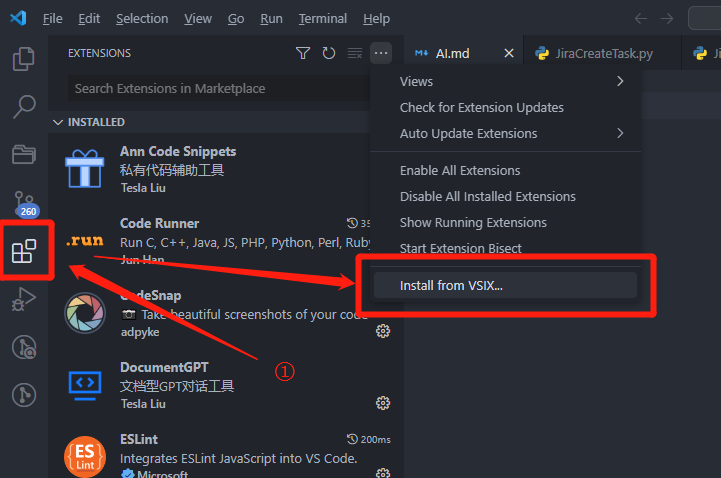 File Edit Selection View Go Run Terminal Help
EXTENSIONS
AI.md
JiraCreateTask.py
Search Extensions in Marketplace
INSTALLED
Ann Code Snippets
私有代码辅助工具
Tesla Liu
260
Code Runner
.run
Run C, C++, Java, JS, PHP, Python, Perl, Ruby
Jun Han
CodeSnap
Take beautiful screenshots of your code
adpyke
DocumentGPT
文档型GPT对话工具
Tesla Liu
ESLint
200ms
ES
Lint
Integrates ESLint JavaScript into VS Code.
Microsoft
Views
Check for Extension Updates
Auto Update Extensions
Enable All Extensions
Disable All Installed Extensions
Show Running Extensions
Start Extension Bisect
Install from VSIX...
①